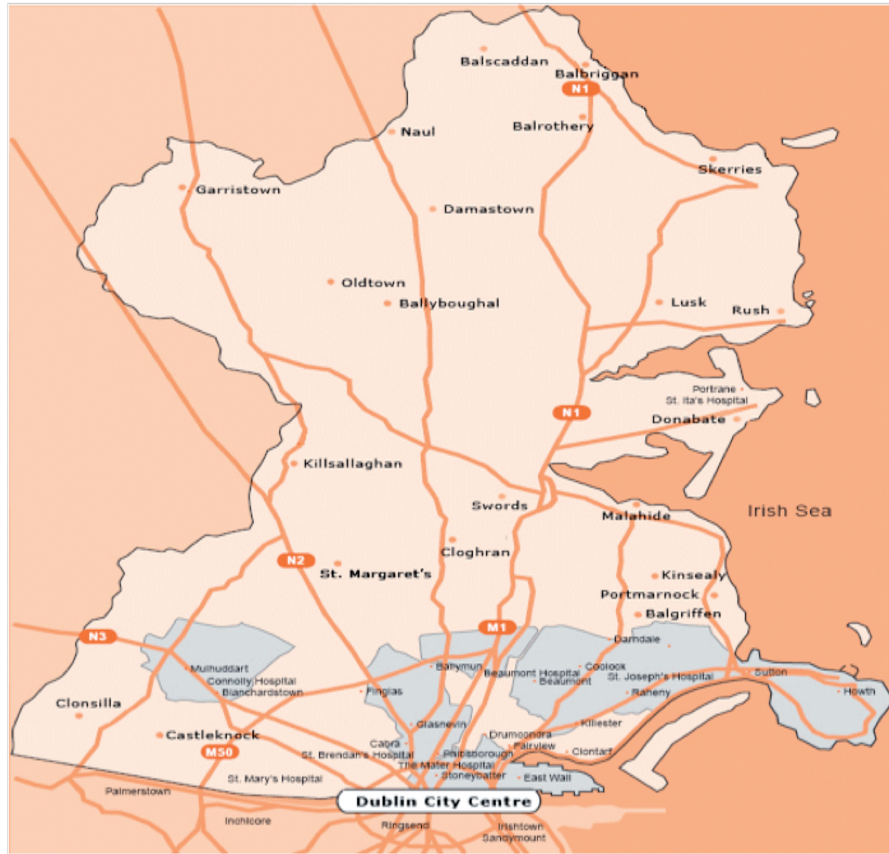 Balscaddan
Balbriggan
N1
Balrothery
Naul
Skerries
Garristown
Damastown
Oldtown
Ballyboughal
Lusk
Rush
Portrane
St. Ita's Hospital
N1
Donabate
Killsallaghan
Swords
Malahide
Irish Sea
Cloghran
N2
St. Margaret's
Kinsealy
Portmarnock
Balgriffen
M1
N3
Darndale
Mulhuddart
Connolly Hospital
Blanchardstown
Ballymun
Beaumont Hospital
Coolock
Beaumont
St. Joseph's Hospital
Sutton
Finglas
Raheny
Howth
Clonsilla
Glasnevin
Killester
Castleknock
M50
Cabra
St. Brendan's Hospital
Drumcondra
Fairview
Phibsborough
Clontarf
The Mater Hospital
Stoneybatter
East Wall
St. Mary's Hospital
Palmerstown
Dublin City Centre
Inchicore
Ringsend
Irishtown
Sandymount